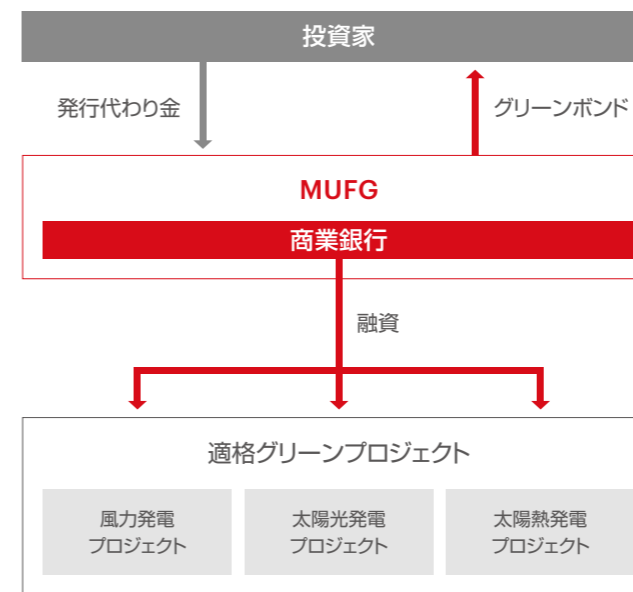 投資家
発行代わり金
グリーンボンド
MUFG
商業銀行
融資
適格グリーンプロジェクト
風力発電
プロジェクト
太陽光発電
プロジェクト
太陽熱発電
プロジェクト